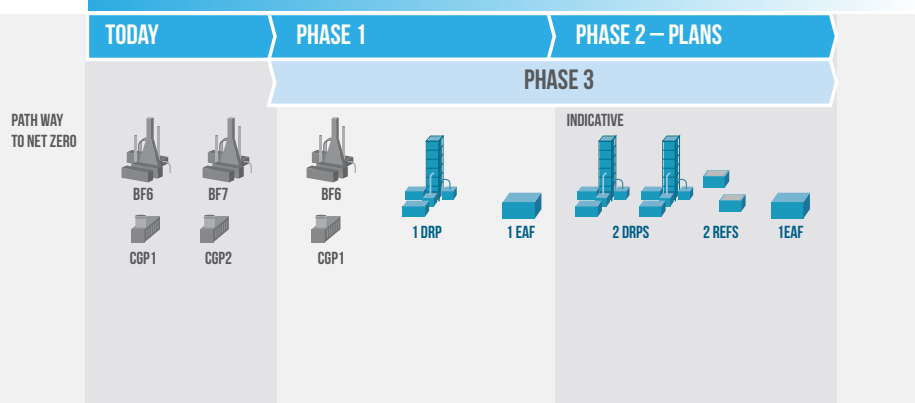 TODAY
PHASE 1
PHASE 2 – PLANS
PHASE 3
PATH WAY
TO NET ZERO
INDICATIVE
BF6
BF7
BF6
CGP1
CGP2
CGP1
1 DRP
1 EAF
2 DRPS
2 REFS
1EAF